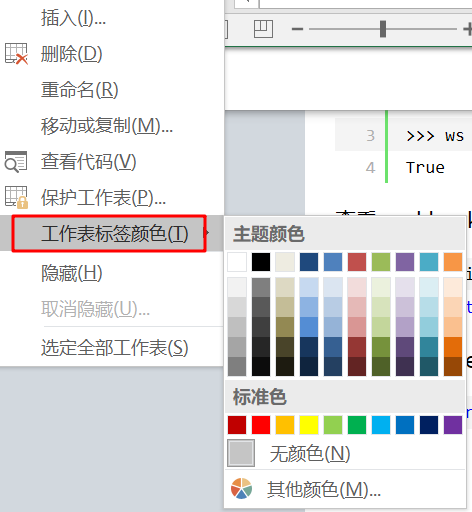 插入(I)...
删除(D)
重命名(R)
移动或复制(M)...
查看代码(V)
保护工作表(P)...
工作表标签颜色(T)
隐藏(H)
取消隐藏(U)...
选定全部工作表(S)
主题颜色
标准色
无颜色(N)
其他颜色(M)...
3 >>> ws
4 True